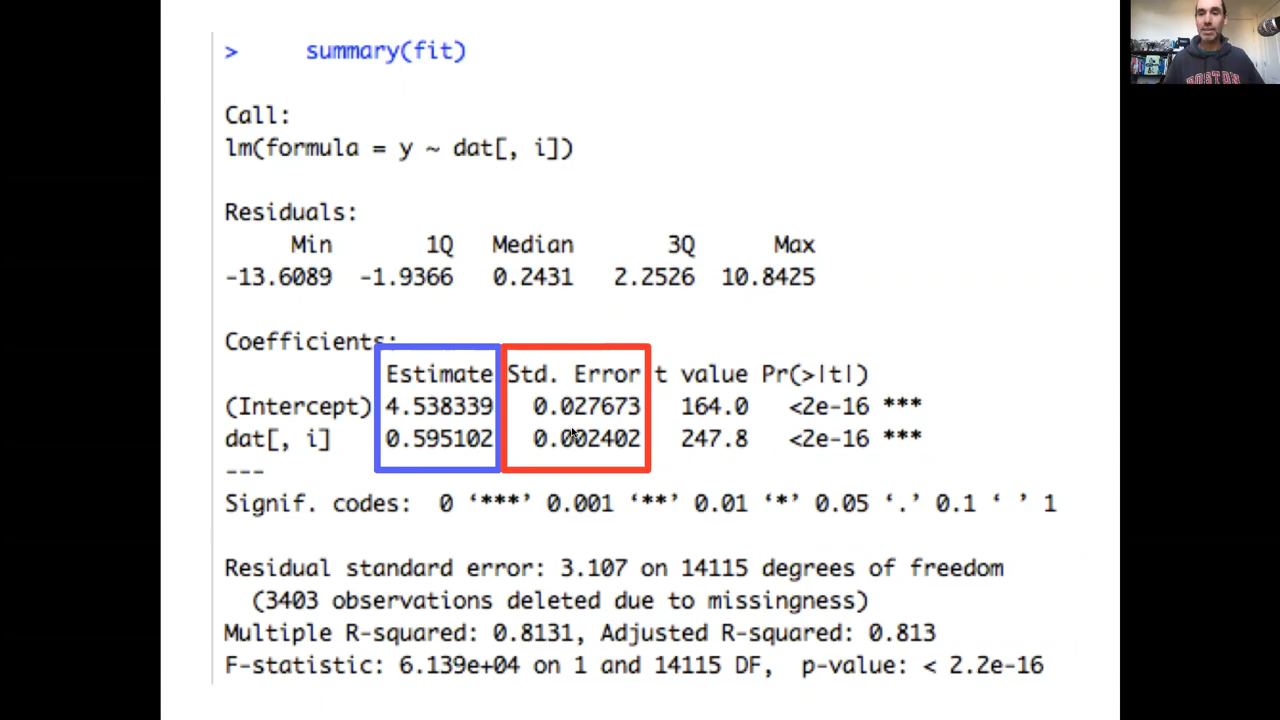 > summary(fit)
Call:
lm(formula = y ~ dat[, i])
Residuals:
Min 1Q Median 3Q Max
-13.6089 -1.9366 0.2431 2.2526 10.8425
Coefficients:
Estimate Std. Error t value Pr(>|t|)
(Intercept) 4.538339 0.027673 164.0 <2e-16 ***
dat[, i] 0.595102 0.002402 247.8 <2e-16 ***
---
Signif. codes: 0 ‘***’ 0.001 ‘**’ 0.01 ‘*’ 0.05 ‘.’ 0.1 ‘ ’ 1
Residual standard error: 3.107 on 14115 degrees of freedom
(3403 observations deleted due to missingness)
Multiple R-squared: 0.8131, Adjusted R-squared: 0.813
F-statistic: 6.139e+04 on 1 and 14115 DF, p-value: < 2.2e-16